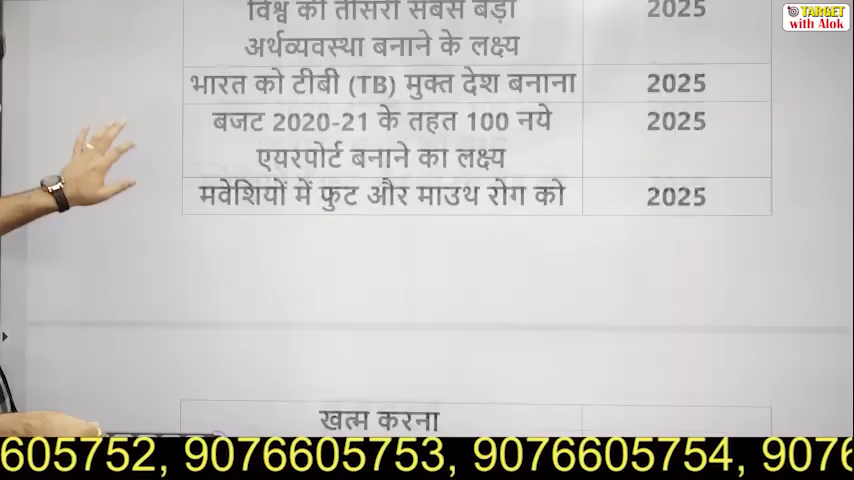 विश्व की तीसरी सबसे बड़ी
2025
अर्थव्यवस्था बनाने के लक्ष्य
भारत को टीबी (TB) मुक्त देश बनाना
2025
बजट 2020-21 के तहत 100 नये
2025
एयरपोर्ट बनाने का लक्ष्य
मवेशियों में फुट और माउथ रोग को
2025
खत्म करना
TARGET
with Alok
605752, 9076605753, 9076605754, 9076